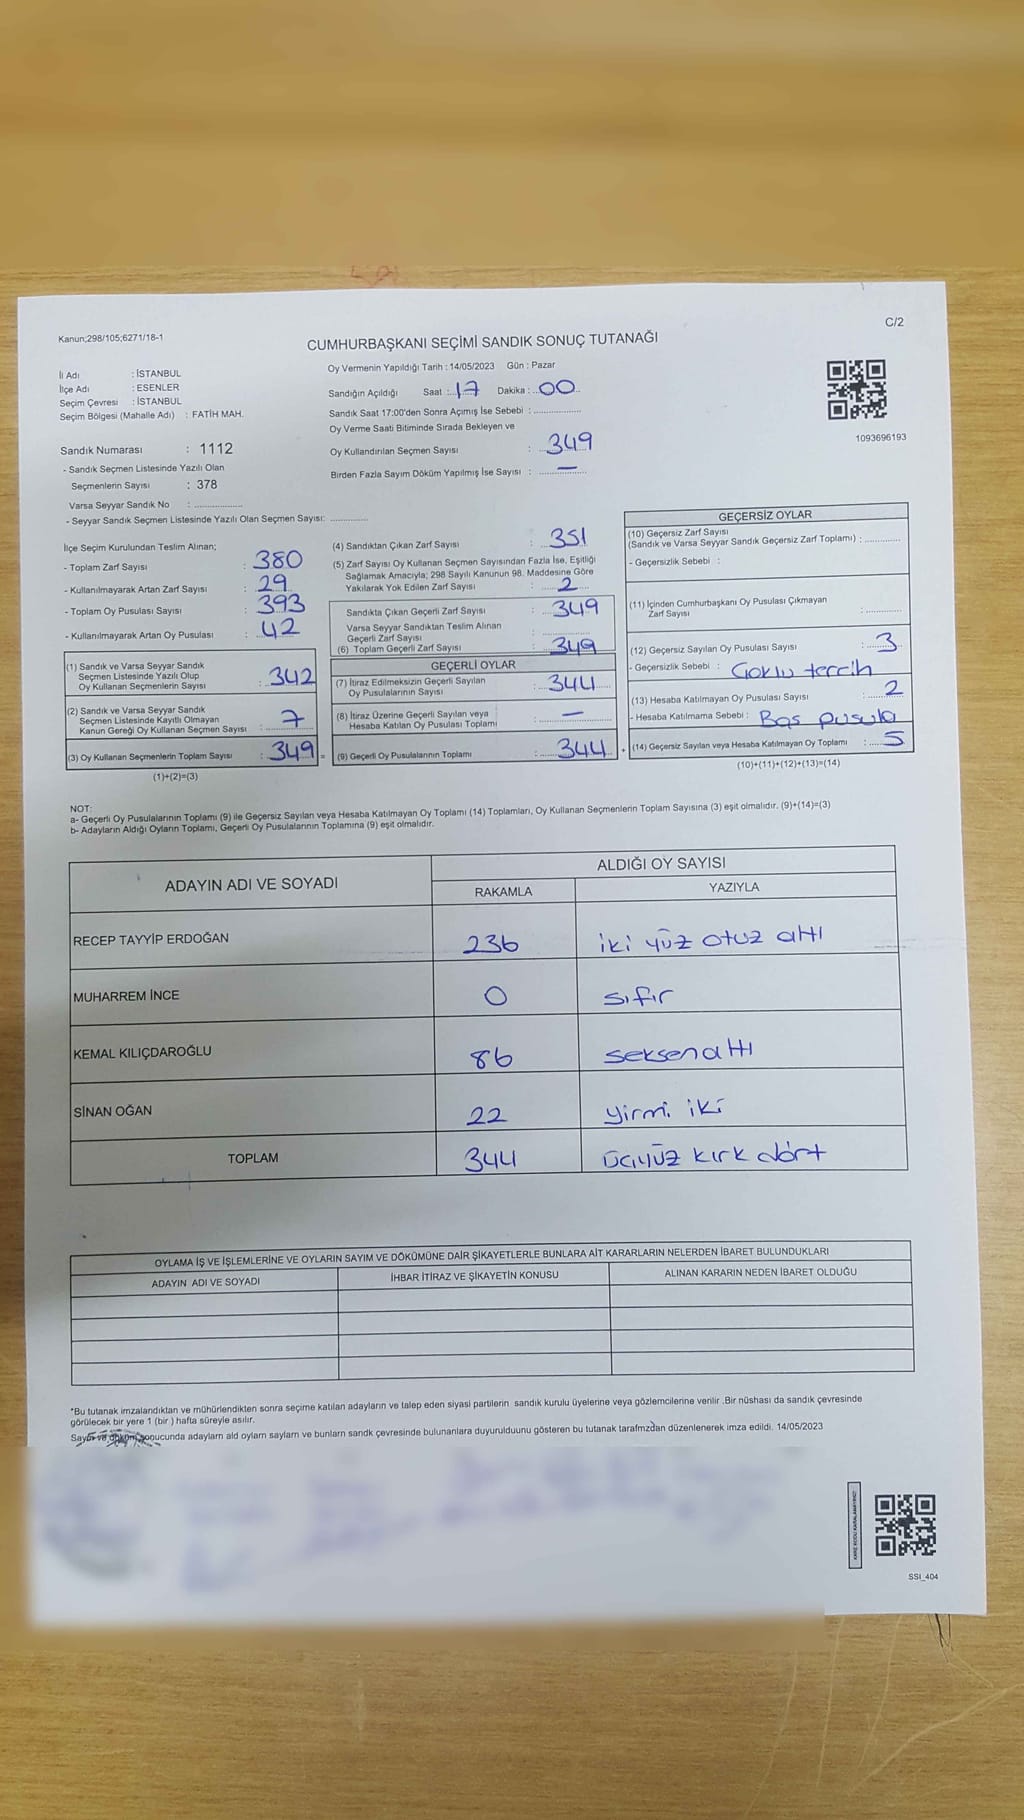 C/2
Kanun;298/105;6271/18-1
CUMHURBAŞKANI SEÇİMİ SANDIK SONUÇ TUTANAĞI
İl Adı : İSTANBUL
İlçe Adı : ESENLER
Seçim Çevresi : İSTANBUL
Seçim Bölgesi (Mahalle Adı) : FATİH MAH.
Sandık Numarası : 1112
- Sandık Seçmen Listesinde Yazılı Olan
Seçmenlerin Sayısı : 378
Varsa Seyyar Sandık No : ..................
- Seyyar Sandık Seçmen Listesinde Yazılı Olan Seçmen Sayısı: ..............
Oy Vermenin Yapıldığı Tarih : 14/05/2023 Gün : Pazar
Sandığın Açıldığı Saat : 17 Dakika : 00
Sandık Saat 17:00'den Sonra Açımış İse Sebebi : ..................
Oy Verme Saati Bitiminde Sırada Bekleyen ve
Oy Kullandırılan Seçmen Sayısı : 349
Birden Fazla Sayım Döküm Yapılmış İse Sayısı : —
1093696193
İlçe Seçim Kurulundan Teslim Alınan;
- Toplam Zarf Sayısı : 380
- Kullanılmayarak Artan Zarf Sayısı : 29
- Toplam Oy Pusulası Sayısı : 393
- Kullanılmayarak Artan Oy Pusulası : 42
(1) Sandık ve Varsa Seyyar Sandık
Seçmen Listesinde Yazılı Olup
Oy Kullanan Seçmenlerin Sayısı : 342
(2) Sandık ve Varsa Seyyar Sandık
Seçmen Listesinde Kayıtlı Olmayan
Kanun Gereği Oy Kullanan Seçmen Sayısı : 7
(3) Oy Kullanan Seçmenlerin Toplam Sayısı : 349 =
(1)+(2)=(3)
(4) Sandıktan Çıkan Zarf Sayısı : 351
(5) Zarf Sayısı Oy Kullanan Seçmen Sayısından Fazla İse, Eşitliği
Sağlamak Amacıyla; 298 Sayılı Kanunun 98. Maddesine Göre
Yakılarak Yok Edilen Zarf Sayısı : 2
Sandıkta Çıkan Geçerli Zarf Sayısı : 349
Varsa Seyyar Sandıktan Teslim Alınan
Geçerli Zarf Sayısı : ..................
(6) Toplam Geçerli Zarf Sayısı : 349
GEÇERLİ OYLAR
(7) İtiraz Edilmeksizin Geçerli Sayılan
Oy Pusulalarının Sayısı : 344
(8) İtiraz Üzerine Geçerli Sayılan veya
Hesaba Katılan Oy Pusulası Toplamı : —
(9) Geçerli Oy Pusulalarının Toplamı : 344 +
GEÇERSİZ OYLAR
(10) Geçersiz Zarf Sayısı
(Sandık ve Varsa Seyyar Sandık Geçersiz Zarf Toplamı) : ............
- Geçersizlik Sebebi :
(11) İçinden Cumhurbaşkanı Oy Pusulası Çıkmayan
Zarf Sayısı : ............
(12) Geçersiz Sayılan Oy Pusulası Sayısı : 3
- Geçersizlik Sebebi : Çoklu tercih
(13) Hesaba Katılmayan Oy Pusulası Sayısı : 2
- Hesaba Katılmama Sebebi : Boş pusula
(14) Geçersiz Sayılan veya Hesaba Katılmayan Oy Toplamı : 5
(10)+(11)+(12)+(13)=(14)
NOT:
a- Geçerli Oy Pusulalarının Toplamı (9) ile Geçersiz Sayılan veya Hesaba Katılmayan Oy Toplamı (14) Toplamları, Oy Kullanan Seçmenlerin Toplam Sayısına (3) eşit olmalıdır. (9)+(14)=(3)
b- Adayların Aldığı Oyların Toplamı, Geçerli Oy Pusulalarının Toplamına (9) eşit olmalıdır.
ADAYIN ADI VE SOYADI ALDIĞI OY SAYISI
RAKAMLA YAZIYLA
RECEP TAYYİP ERDOĞAN 236 iki yüz otuz altı
MUHARREM İNCE 0 sıfır
KEMAL KILIÇDAROĞLU 86 seksen altı
SİNAN OĞAN 22 yirmi iki
TOPLAM 344 üçyüz kırk dört
OYLAMA İŞ VE İŞLEMLERİNE VE OYLARIN SAYIM VE DÖKÜMÜNE DAİR ŞİKAYETLERLE BUNLARA AİT KARARLARIN NELERDEN İBARET BULUNDUKLARI
ADAYIN ADI VE SOYADI İHBAR İTİRAZ VE ŞİKAYETİN KONUSU ALINAN KARARIN NEDEN İBARET OLDUĞU
*Bu tutanak imzalandıktan ve mühürlendikten sonra seçime katılan adayların ve talep eden siyasi partilerin sandık kurulu üyelerine veya gözlemcilerine verilir .Bir nüshası da sandık çevresinde
görülecek bir yere 1 (bir ) hafta süreyle asılır.
Sayım ve döküm sonucunda adayların ald oyların sayları ve bunların sandk çevresinde bulunanlara duyurulduunu gösteren bu tutanak tarafmzdan düzenlenerek imza edildi. 14/05/2023
KARE KODU KARALAMAYINIZ!
SSI_404